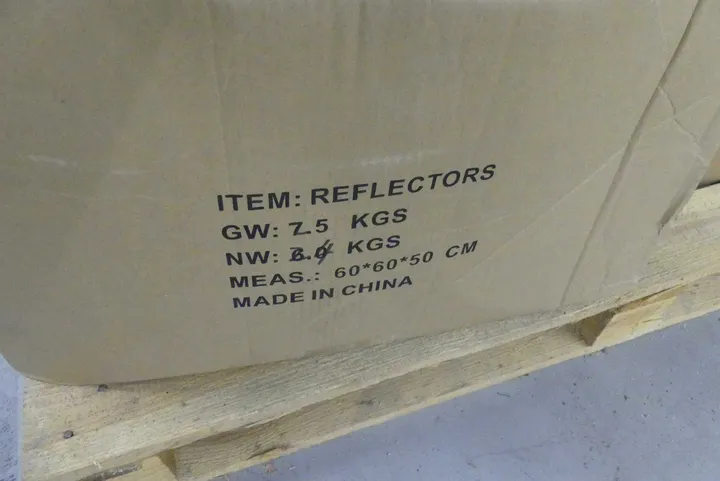 ITEM: REFLECTORS
GW: 7.5 KGS
NW: KGS
MEAS.: 60*60*50 CM
MADE IN CHINA